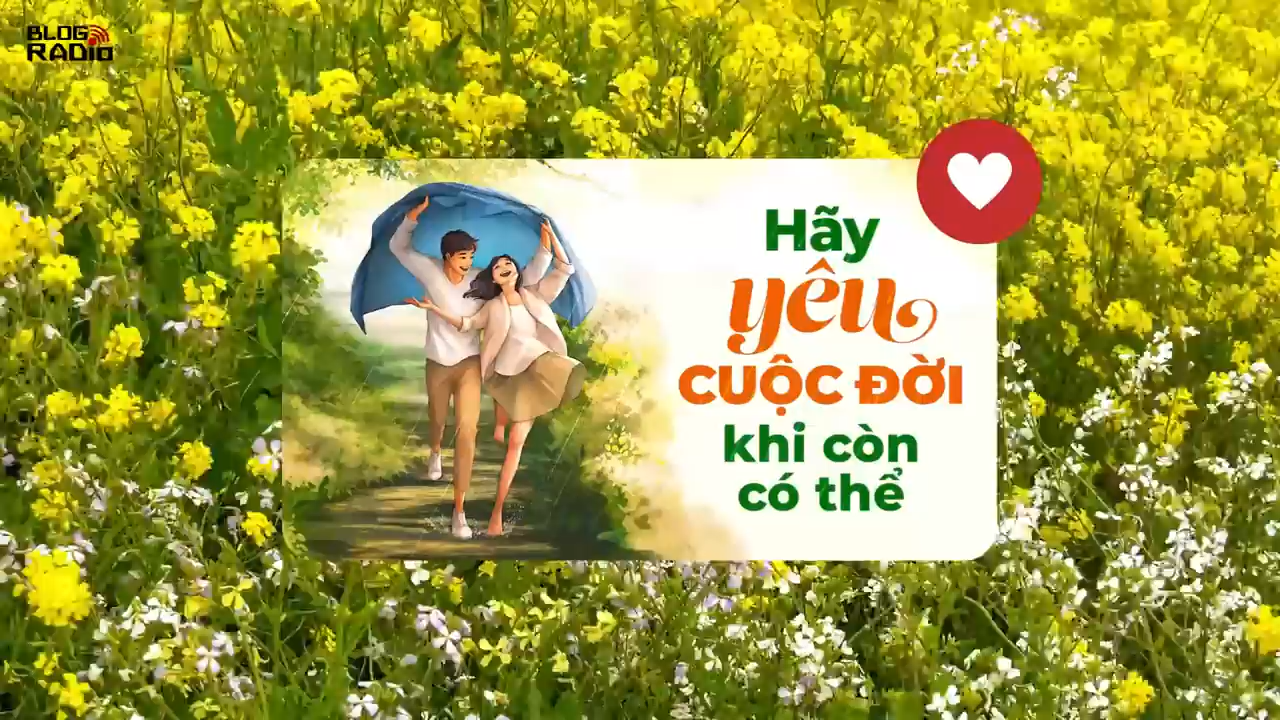 BLOG
RADIO
Hãy
yêu
CUỘC ĐỜI
khi còn
có thể